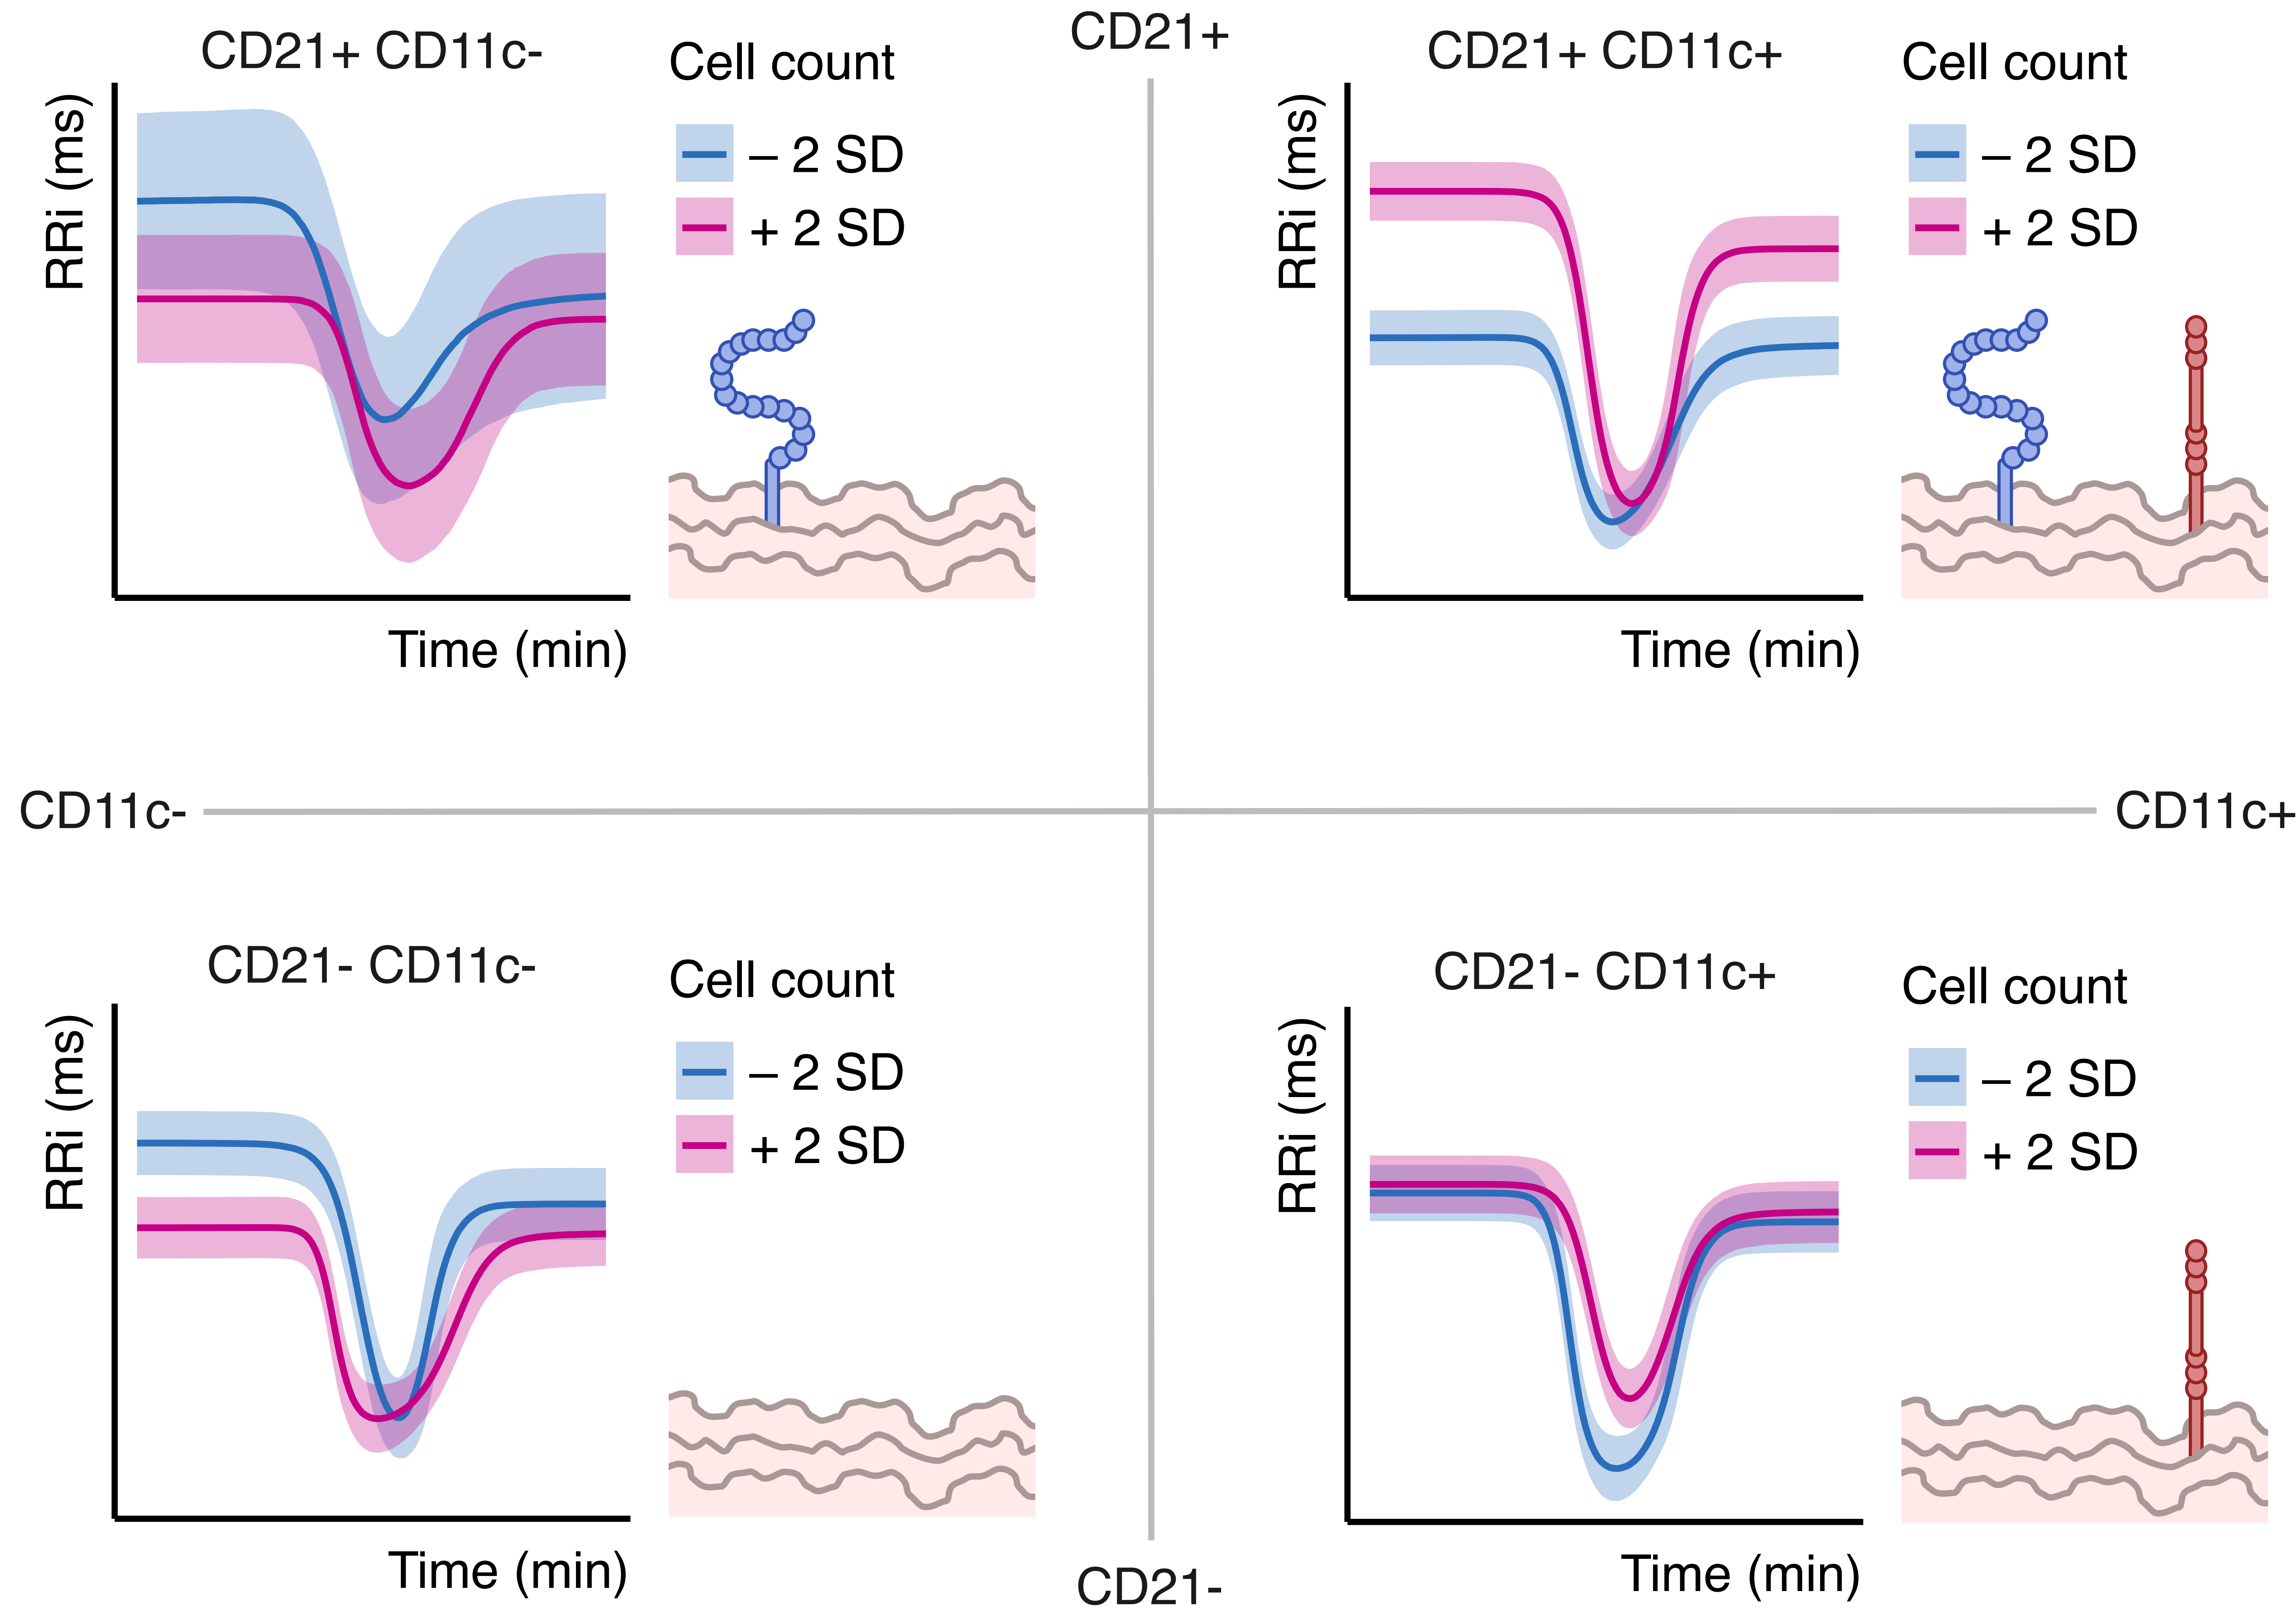 CD21+
CD21+ CD11c-
RRi (ms)
Time (min)
Cell count
– 2 SD
+ 2 SD
CD21+ CD11c+
RRi (ms)
Time (min)
Cell count
– 2 SD
+ 2 SD
CD11c-
CD11c+
CD21- CD11c-
RRi (ms)
Time (min)
Cell count
– 2 SD
+ 2 SD
CD21- CD11c+
RRi (ms)
Time (min)
Cell count
– 2 SD
+ 2 SD
CD21-